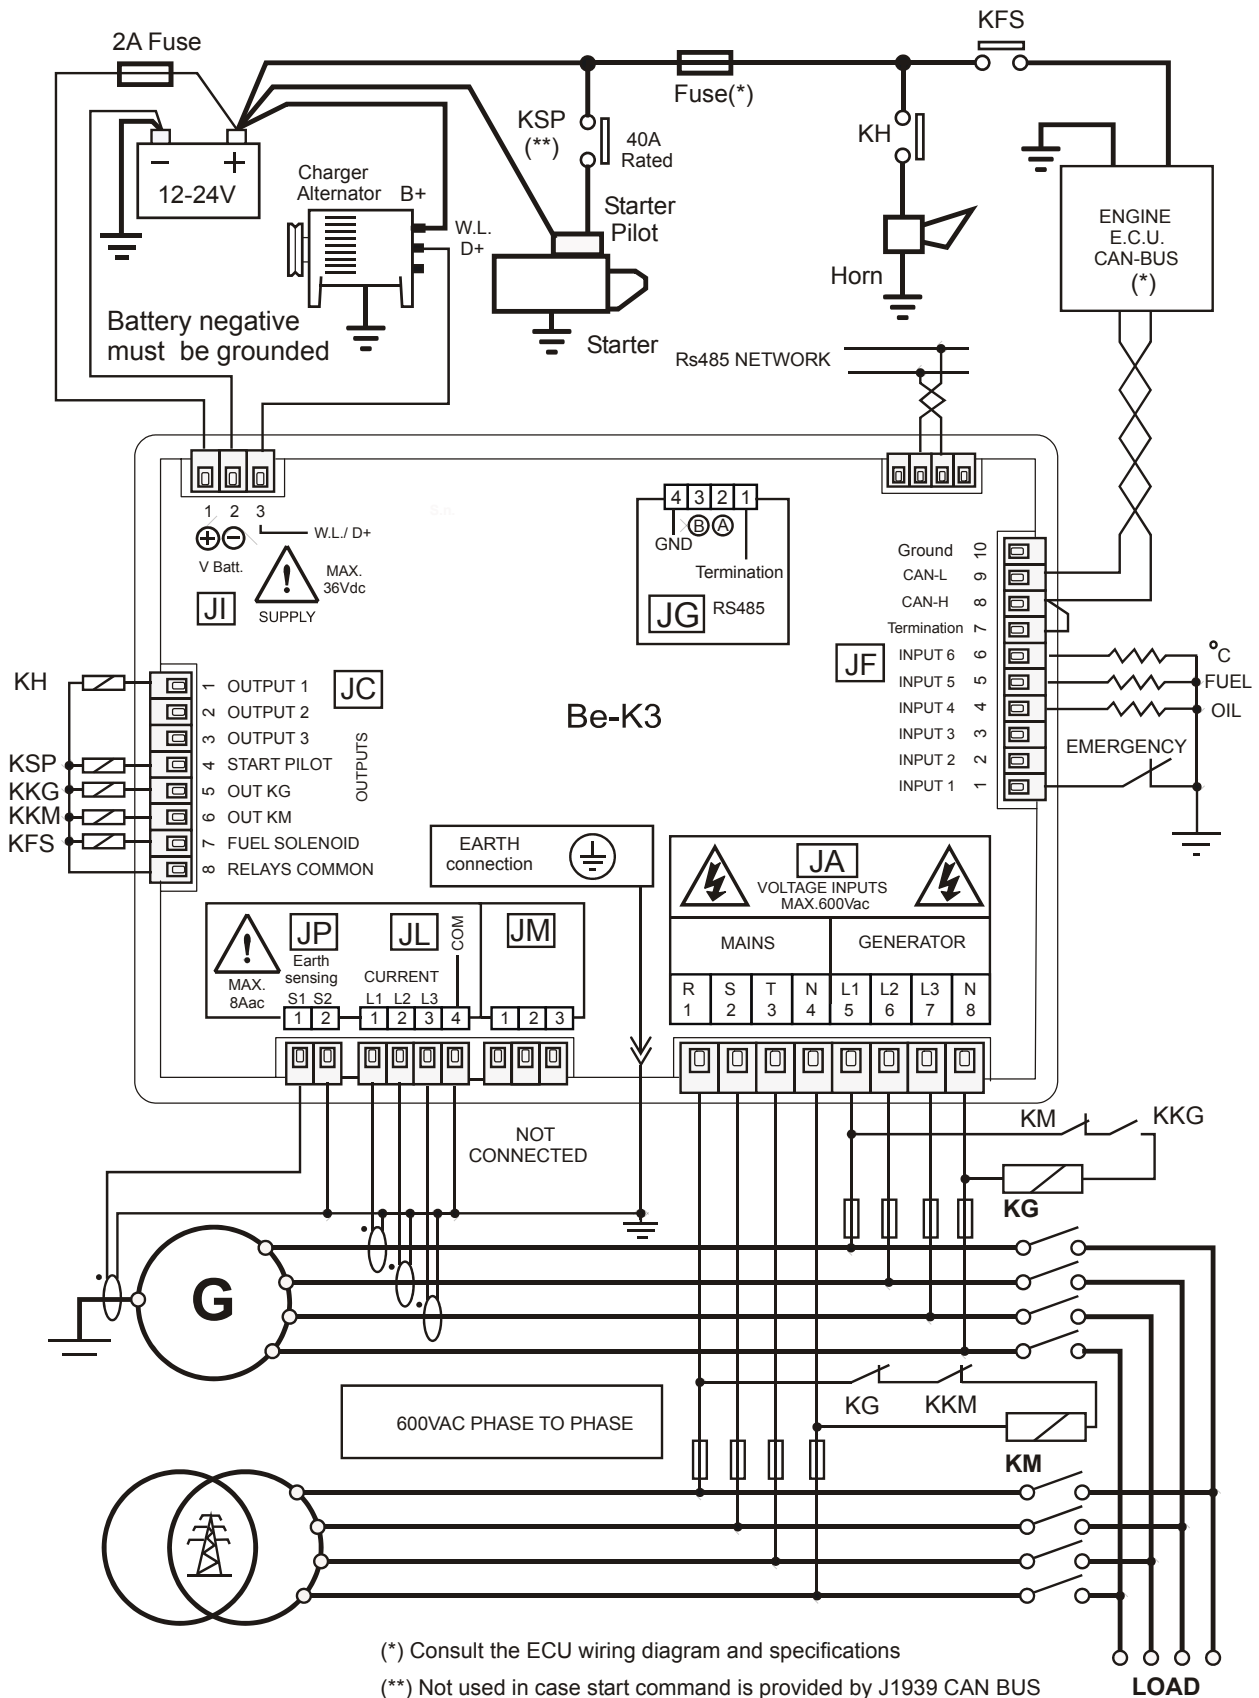 KFS
2A Fuse
Fuse(*)
KSP
(**)
40A
Rated
KH
–
+
12-24V
Charger
Alternator
B+
W.L.
D+
Starter
Pilot
ENGINE
E.C.U.
CAN-BUS
(*)
Horn
Battery negative
must be grounded
Starter
Rs485 NETWORK
1 2 3
W.L./ D+
V Batt.
MAX.
36Vdc
JI
SUPPLY
4 3 2 1
B A
GND
Termination
JG RS485
Ground 10
CAN-L 9
CAN-H 8
Termination 7
INPUT 6 6
INPUT 5 5
INPUT 4 4
INPUT 3 3
INPUT 2 2
INPUT 1 1
JF
°C
FUEL
OIL
EMERGENCY
KH
KSP
KKG
KKM
KFS
1 OUTPUT 1
2 OUTPUT 2
3 OUTPUT 3
4 START PILOT
5 OUT KG
6 OUT KM
7 FUEL SOLENOID
8 RELAYS COMMON
JC
OUTPUTS
Be-K3
EARTH
connection
JA
VOLTAGE INPUTS
MAX.600Vac
MAINS GENERATOR
R S T N L1 L2 L3 N
1 2 3 4 5 6 7 8
MAX.
8Aac
JP
Earth
sensing
S1 S2
1 2
JL
CURRENT
COM
L1 L2 L3
1 2 3 4
JM
1 2 3
NOT
CONNECTED
KM KKG
KG
G
KG KKM
600VAC PHASE TO PHASE
KM
(*) Consult the ECU wiring diagram and specifications
(**) Not used in case start command is provided by J1939 CAN BUS
LOAD